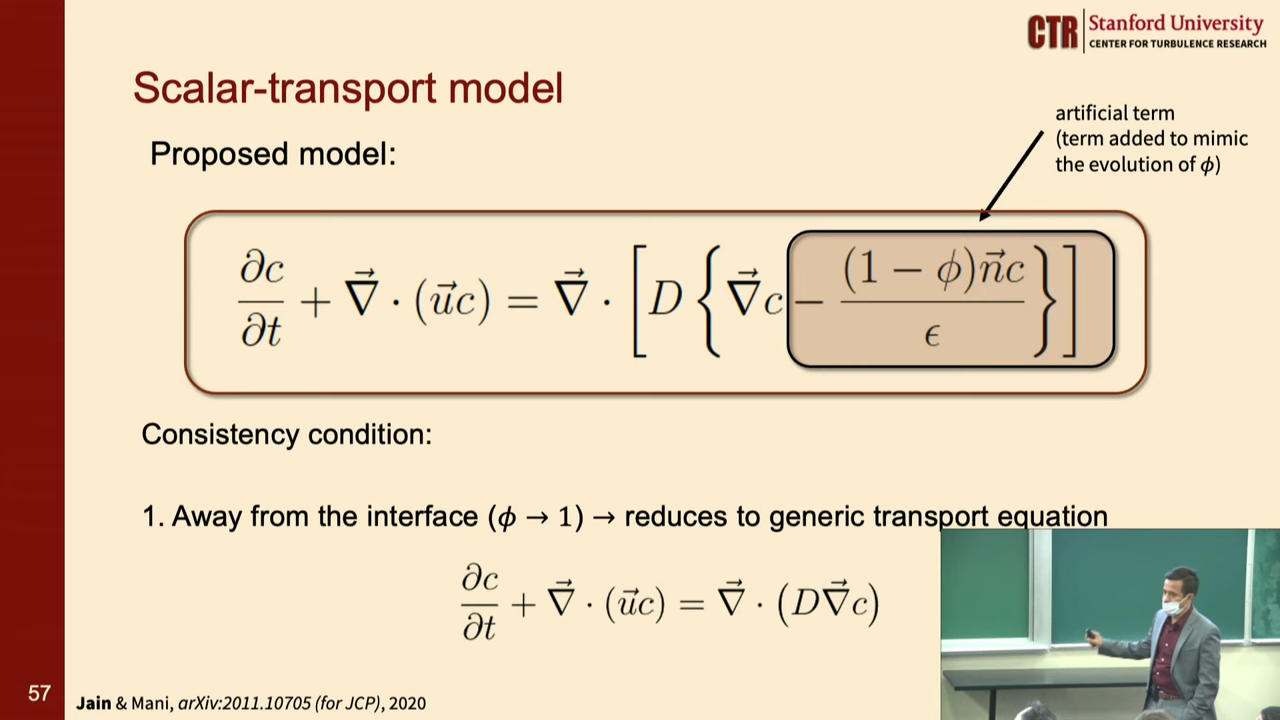 CTR Stanford University
CENTER FOR TURBULENCE RESEARCH
Scalar-transport model
artificial term
(term added to mimic
the evolution of ϕ)
Proposed model:
∂c/∂t + ∇⃗ · (u⃗c) = ∇⃗ · [D {∇⃗c − (1 − ϕ)n⃗c/ϵ}]
Consistency condition:
1. Away from the interface (ϕ → 1) → reduces to generic transport equation
∂c/∂t + ∇⃗ · (u⃗c) = ∇⃗ · (D∇⃗c)
57
Jain & Mani, arXiv:2011.10705 (for JCP), 2020